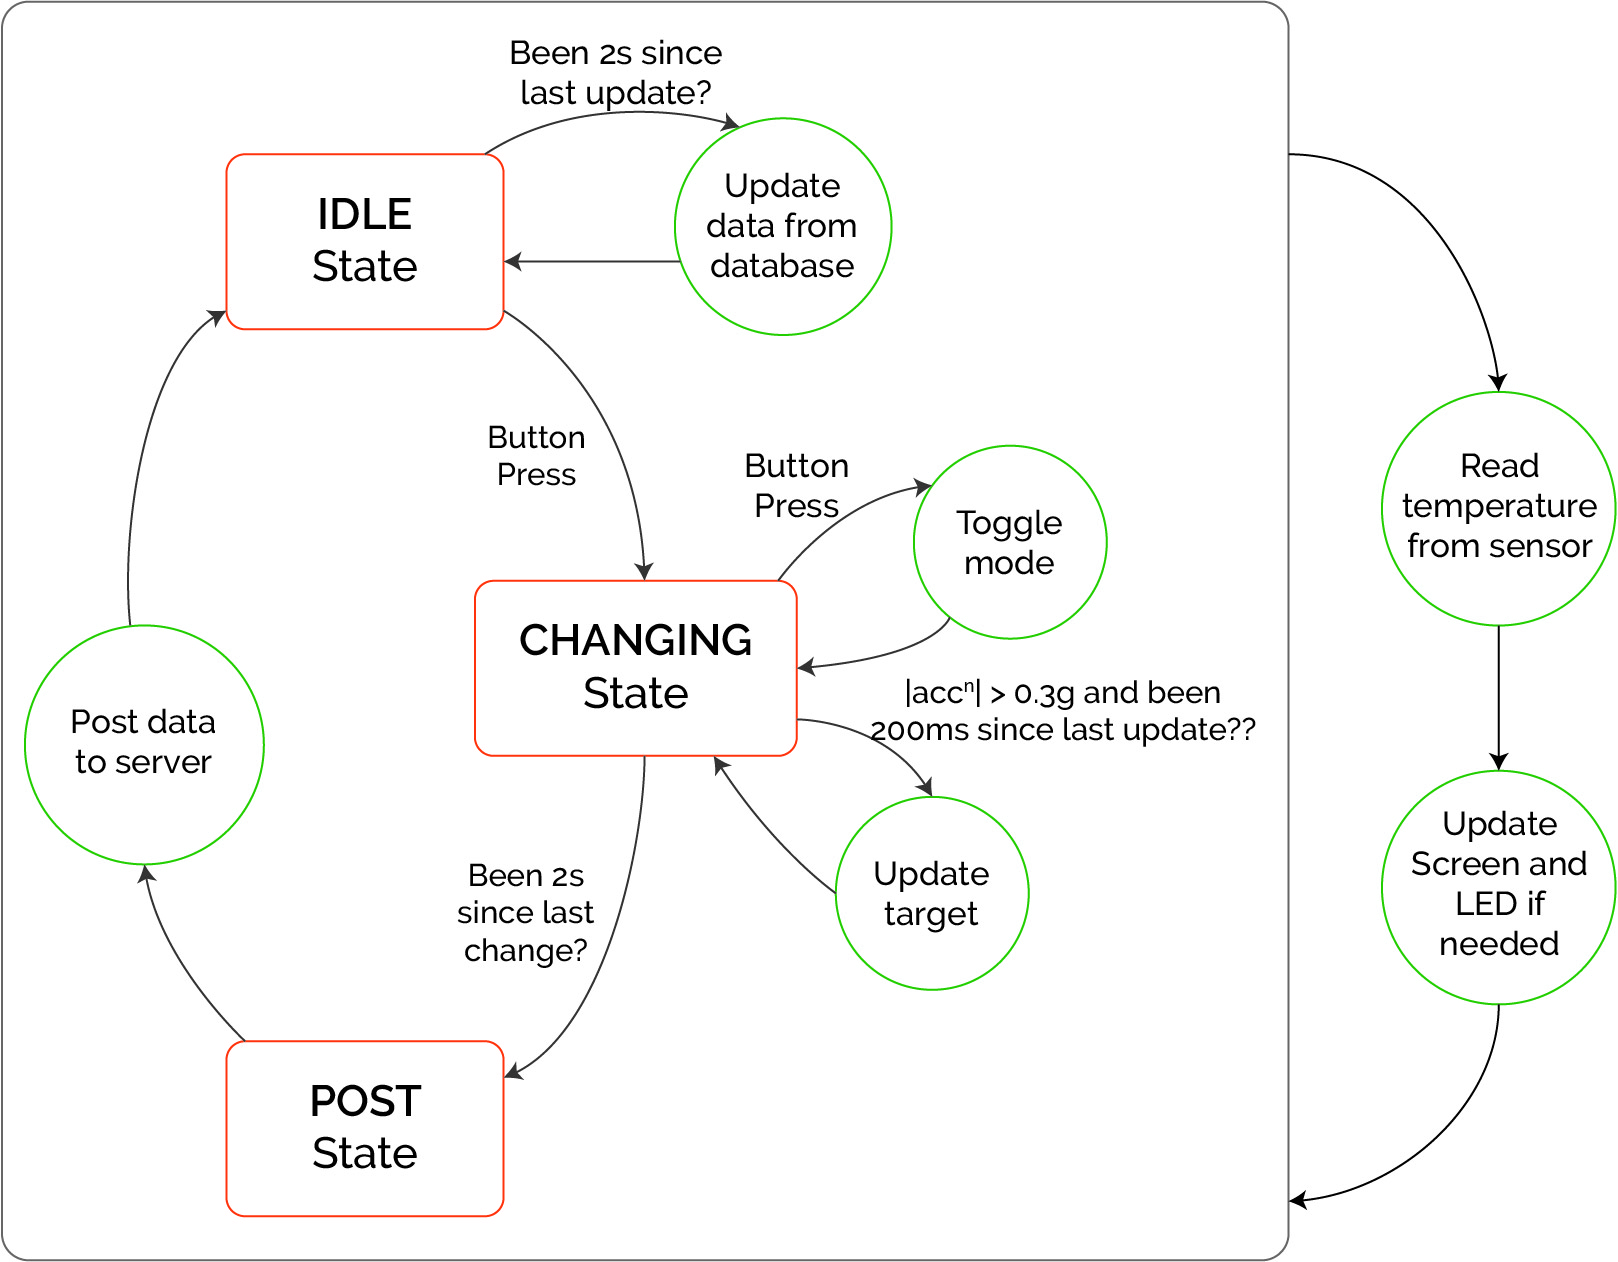 Been 2s since
last update?
IDLE
State
Update
data from
database
Button
Press
Button
Press
Toggle
mode
Read
temperature
from sensor
CHANGING
State
|accⁿ| > 0.3g and been
200ms since last update??
Post data
to server
Update
target
Been 2s
since last
change?
Update
Screen and
LED if
needed
POST
State